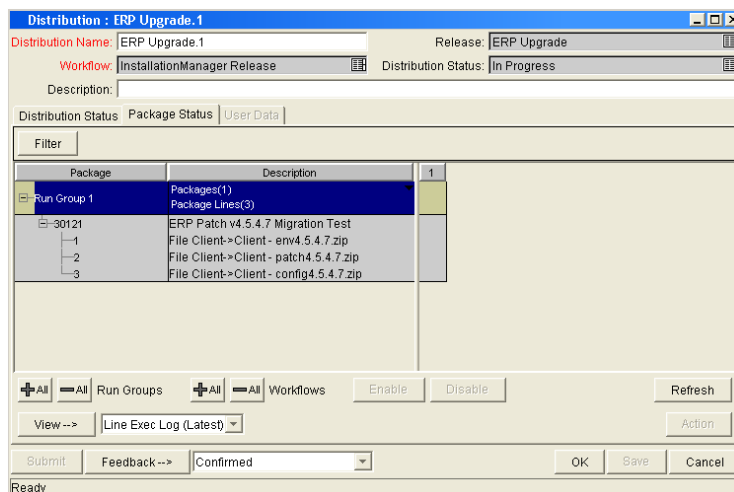 Distribution : ERP Upgrade.1
Distribution Name: ERP Upgrade.1 Release: ERP Upgrade
Workflow: InstallationManager Release Distribution Status: In Progress
Description:
Distribution Status Package Status User Data
Filter
Package Description 1
Run Group 1 Packages(1)
Package Lines(3)
30121 ERP Patch v4.5.4.7 Migration Test
1 File Client->Client - env4.5.4.7.zip
2 File Client->Client - patch4.5.4.7.zip
3 File Client->Client - config4.5.4.7.zip
All All Run Groups All All Workflows Enable Disable Refresh
View --> Line Exec Log (Latest) Action
Submit Feedback --> Confirmed OK Save Cancel
Ready